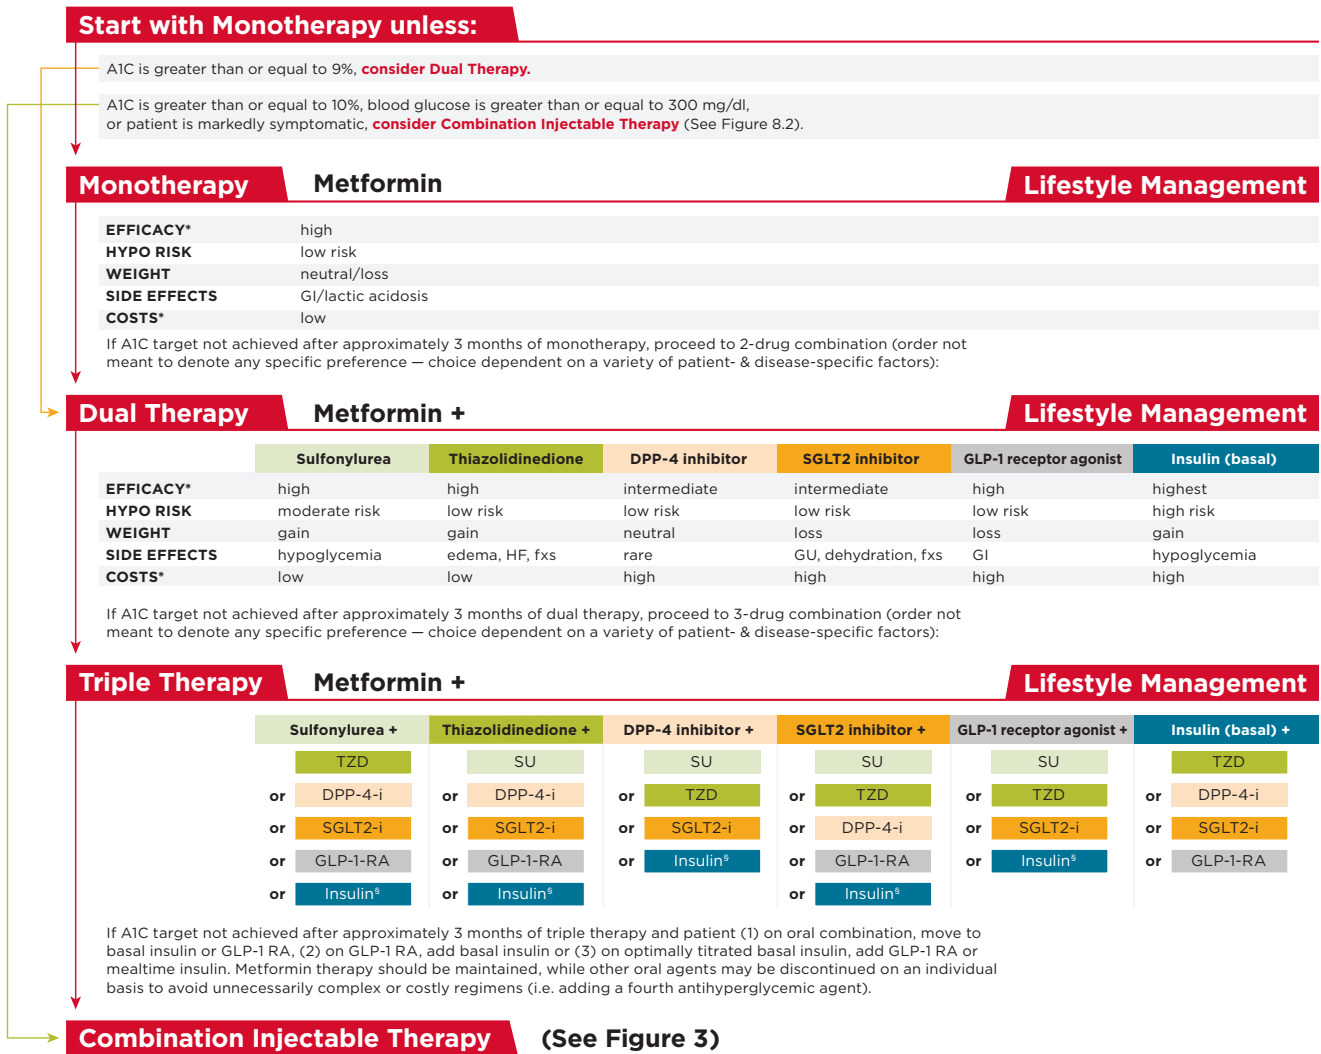 Start with Monotherapy unless:
A1C is greater than or equal to 9%, consider Dual Therapy.
A1C is greater than or equal to 10%, blood glucose is greater than or equal to 300 mg/dl,
or patient is markedly symptomatic, consider Combination Injectable Therapy (See Figure 8.2).
Monotherapy Metformin Lifestyle Management
EFFICACY* high
HYPO RISK low risk
WEIGHT neutral/loss
SIDE EFFECTS GI/lactic acidosis
COSTS* low
If A1C target not achieved after approximately 3 months of monotherapy, proceed to 2-drug combination (order not
meant to denote any specific preference — choice dependent on a variety of patient- & disease-specific factors):
Dual Therapy Metformin + Lifestyle Management
Sulfonylurea Thiazolidinedione DPP-4 inhibitor SGLT2 inhibitor GLP-1 receptor agonist Insulin (basal)
EFFICACY* high high intermediate intermediate high highest
HYPO RISK moderate risk low risk low risk low risk low risk high risk
WEIGHT gain gain neutral loss loss gain
SIDE EFFECTS hypoglycemia edema, HF, fxs rare GU, dehydration, fxs GI hypoglycemia
COSTS* low low high high high high
If A1C target not achieved after approximately 3 months of dual therapy, proceed to 3-drug combination (order not
meant to denote any specific preference — choice dependent on a variety of patient- & disease-specific factors):
Triple Therapy Metformin + Lifestyle Management
Sulfonylurea + Thiazolidinedione + DPP-4 inhibitor + SGLT2 inhibitor + GLP-1 receptor agonist + Insulin (basal) +
TZD SU SU SU SU TZD
or DPP-4-i or DPP-4-i or TZD or TZD or TZD or DPP-4-i
or SGLT2-i or SGLT2-i or SGLT2-i or DPP-4-i or SGLT2-i or SGLT2-i
or GLP-1-RA or GLP-1-RA or Insulin§ or GLP-1-RA or Insulin§ or GLP-1-RA
or Insulin§ or Insulin§ or Insulin§
If A1C target not achieved after approximately 3 months of triple therapy and patient (1) on oral combination, move to
basal insulin or GLP-1 RA, (2) on GLP-1 RA, add basal insulin or (3) on optimally titrated basal insulin, add GLP-1 RA or
mealtime insulin. Metformin therapy should be maintained, while other oral agents may be discontinued on an individual
basis to avoid unnecessarily complex or costly regimens (i.e. adding a fourth antihyperglycemic agent).
Combination Injectable Therapy (See Figure 3)